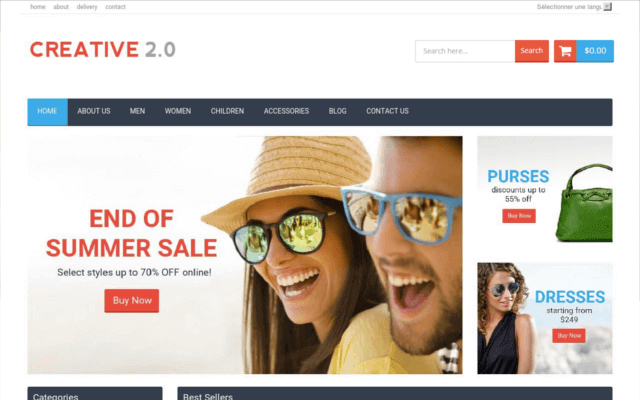 home about delivery contact
Sélectionner une langu
CREATIVE 2.0
Search here...
Search
$0.00
HOME ABOUT US MEN WOMEN CHILDREN ACCESSORIES BLOG CONTACT US
END OF
SUMMER SALE
Select styles up to 70% OFF online!
Buy Now
PURSES
discounts up to
55% off
Buy Now
DRESSES
starting from
$249
Buy Now
Categories
Best Sellers